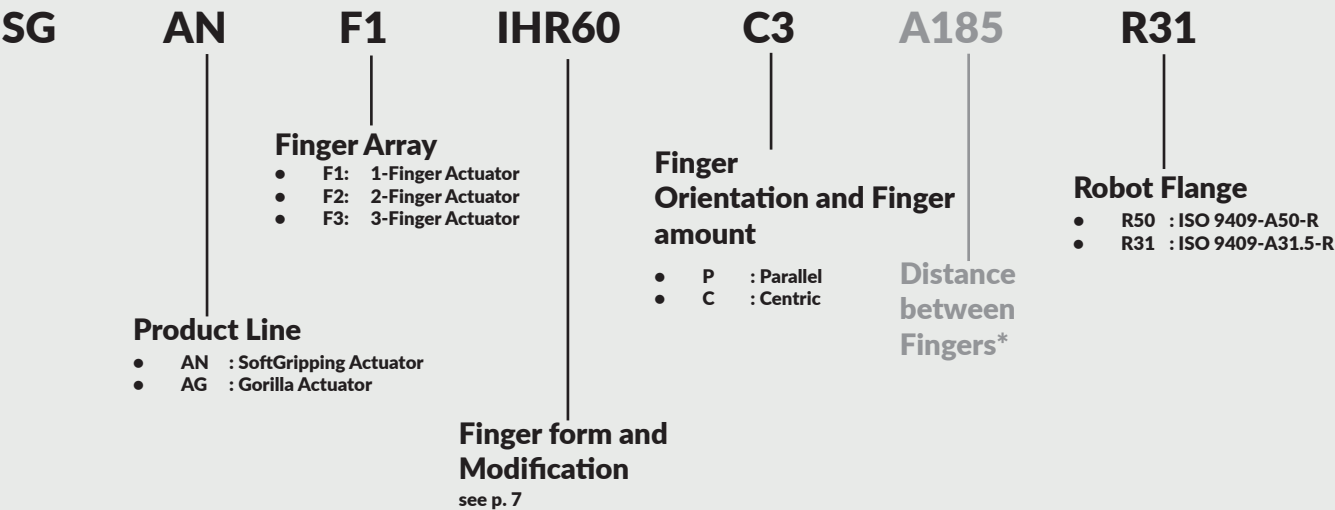 SG AN F1 IHR60 C3 A185 R31
Finger Array
● F1: 1-Finger Actuator
● F2: 2-Finger Actuator
● F3: 3-Finger Actuator
Finger
Orientation and Finger
amount
● P : Parallel
● C : Centric
Robot Flange
● R50 : ISO 9409-A50-R
● R31 : ISO 9409-A31.5-R
Distance
between
Fingers*
Product Line
● AN : SoftGripping Actuator
● AG : Gorilla Actuator
Finger form and
Modification
see p. 7